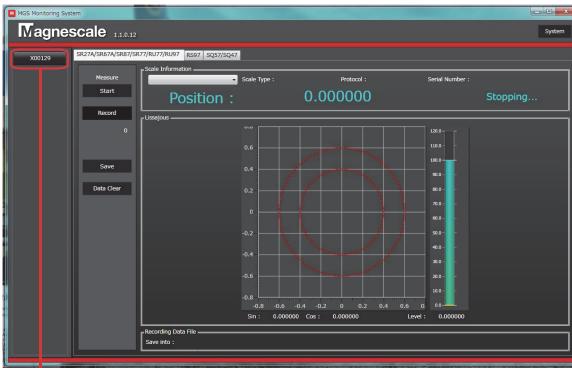 MGS Monitoring System
Magnescale 1.1.0.12
System
X00129
SR27A/SR67A/SR87/SR77/RU77/RU97 RS97 SQ57/SQ47
Measure
Start
Record
0
Save
Data Clear
Scale Information
Scale Type : Protocol : Serial Number :
Position : 0.000000 Stopping...
Lissejous
0.8
0.6
0.4
0.2
0
-0.2
-0.4
-0.6
-0.8
-0.8 -0.6 -0.4 -0.2 0 0.2 0.4 0.6 0
120.0
110.0
100.0
90.0
80.0
70.0
60.0
50.0
40.0
30.0
20.0
10.0
0.0
Sin : 0.000000 Cos : 0.000000 Level : 0.000000
Recording Data File
Save into :